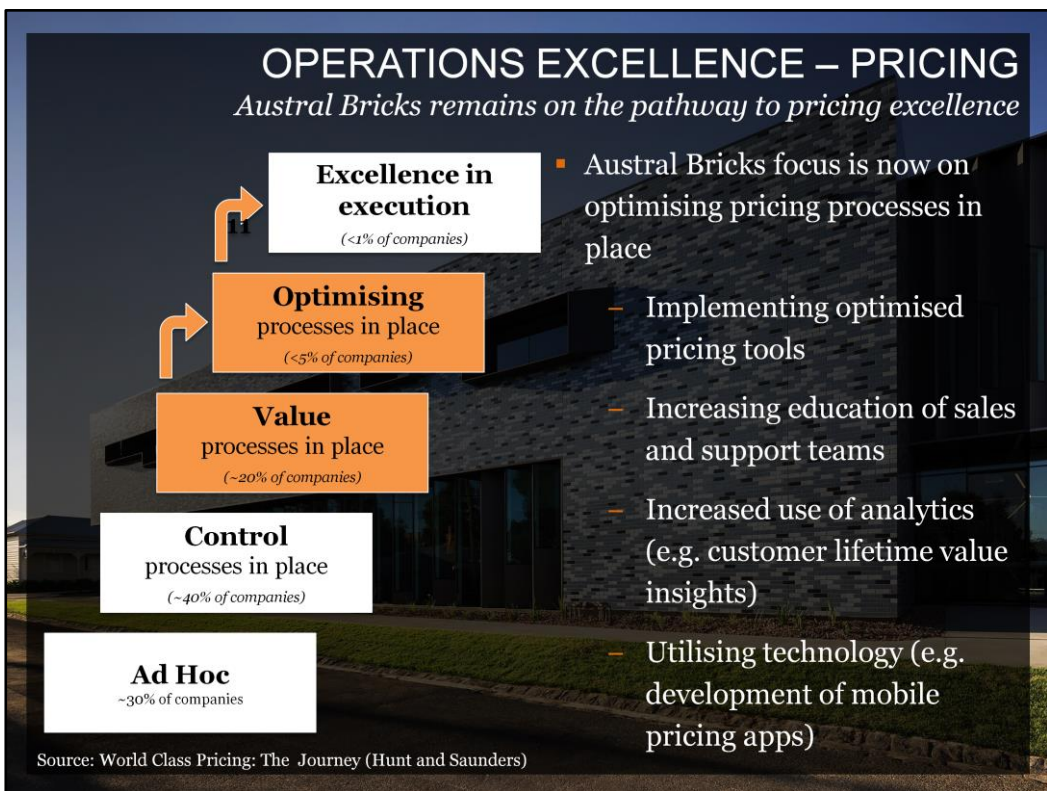 OPERATIONS EXCELLENCE – PRICING
Austral Bricks remains on the pathway to pricing excellence
Excellence in
execution
(<1% of companies)
11
Optimising
processes in place
(<5% of companies)
Value
processes in place
(~20% of companies)
Control
processes in place
(~40% of companies)
Ad Hoc
~30% of companies
Source: World Class Pricing: The Journey (Hunt and Saunders)
▪ Austral Bricks focus is now on
optimising pricing processes in
place
– Implementing optimised
pricing tools
– Increasing education of sales
and support teams
– Increased use of analytics
(e.g. customer lifetime value
insights)
– Utilising technology (e.g.
development of mobile
pricing apps)